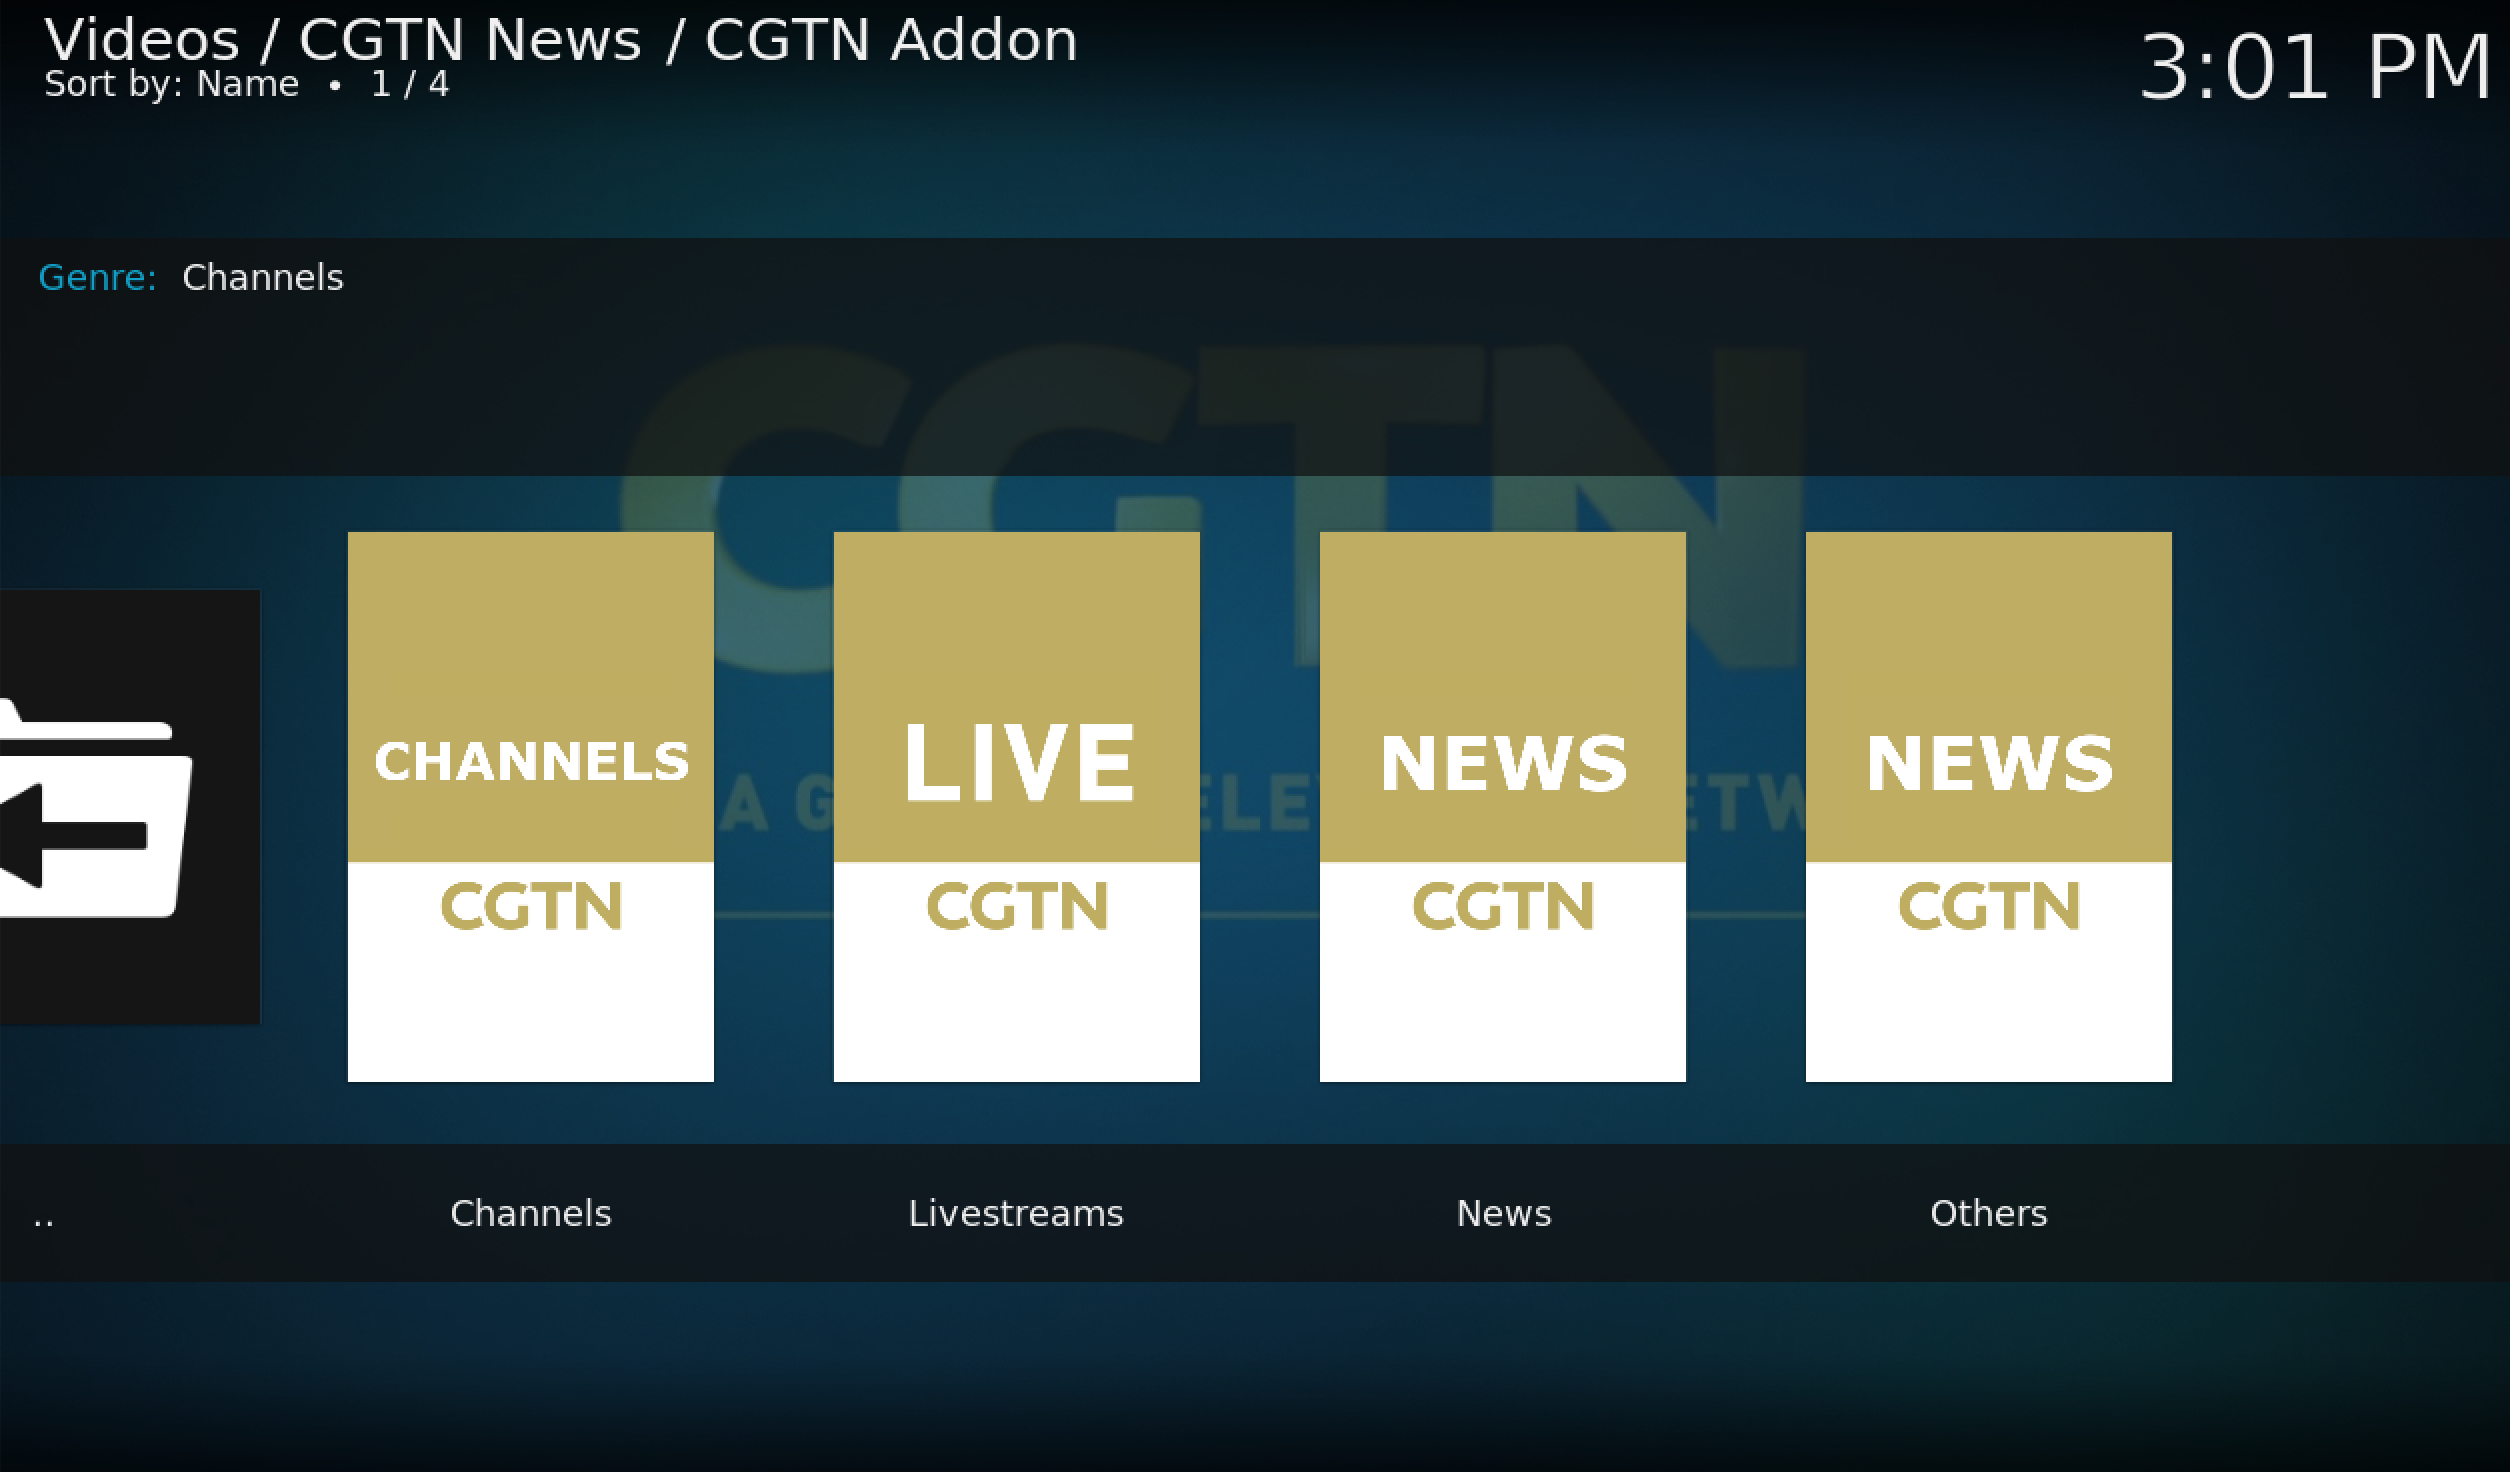 Videos / CGTN News / CGTN Addon
Sort by: Name • 1 / 4
3:01 PM
Genre: Channels
CGTN
CHANNELS
CGTN
LIVE
CGTN
NEWS
CGTN
NEWS
CGTN
..
Channels
Livestreams
News
Others